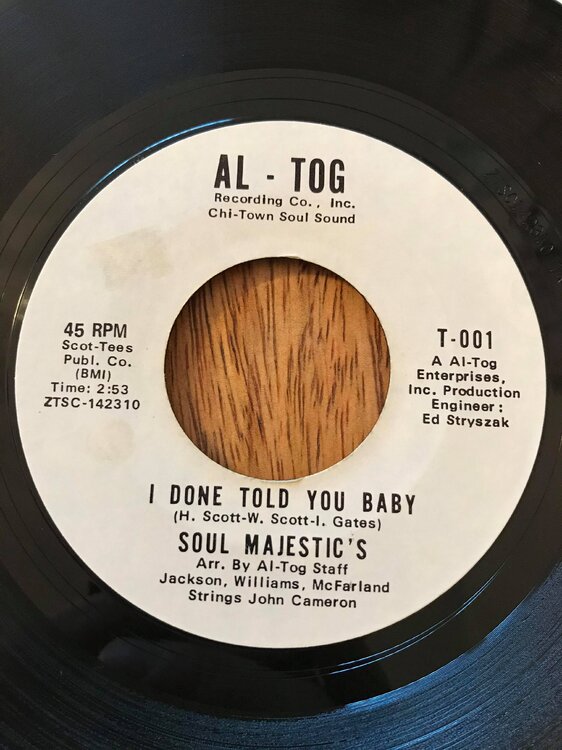 AL - TOG
Recording Co., Inc.
Chi-Town Soul Sound
45 RPM
Scot-Tees
Publ. Co.
(BMI)
Time: 2:53
ZTSC-142310
T-001
A Al-Tog
Enterprises,
Inc. Production
Engineer:
Ed Stryszak
I DONE TOLD YOU BABY
(H. Scott-W. Scott-I. Gates)
SOUL MAJESTIC'S
Arr. By Al-Tog Staff
Jackson, Williams, McFarland
Strings John Cameron